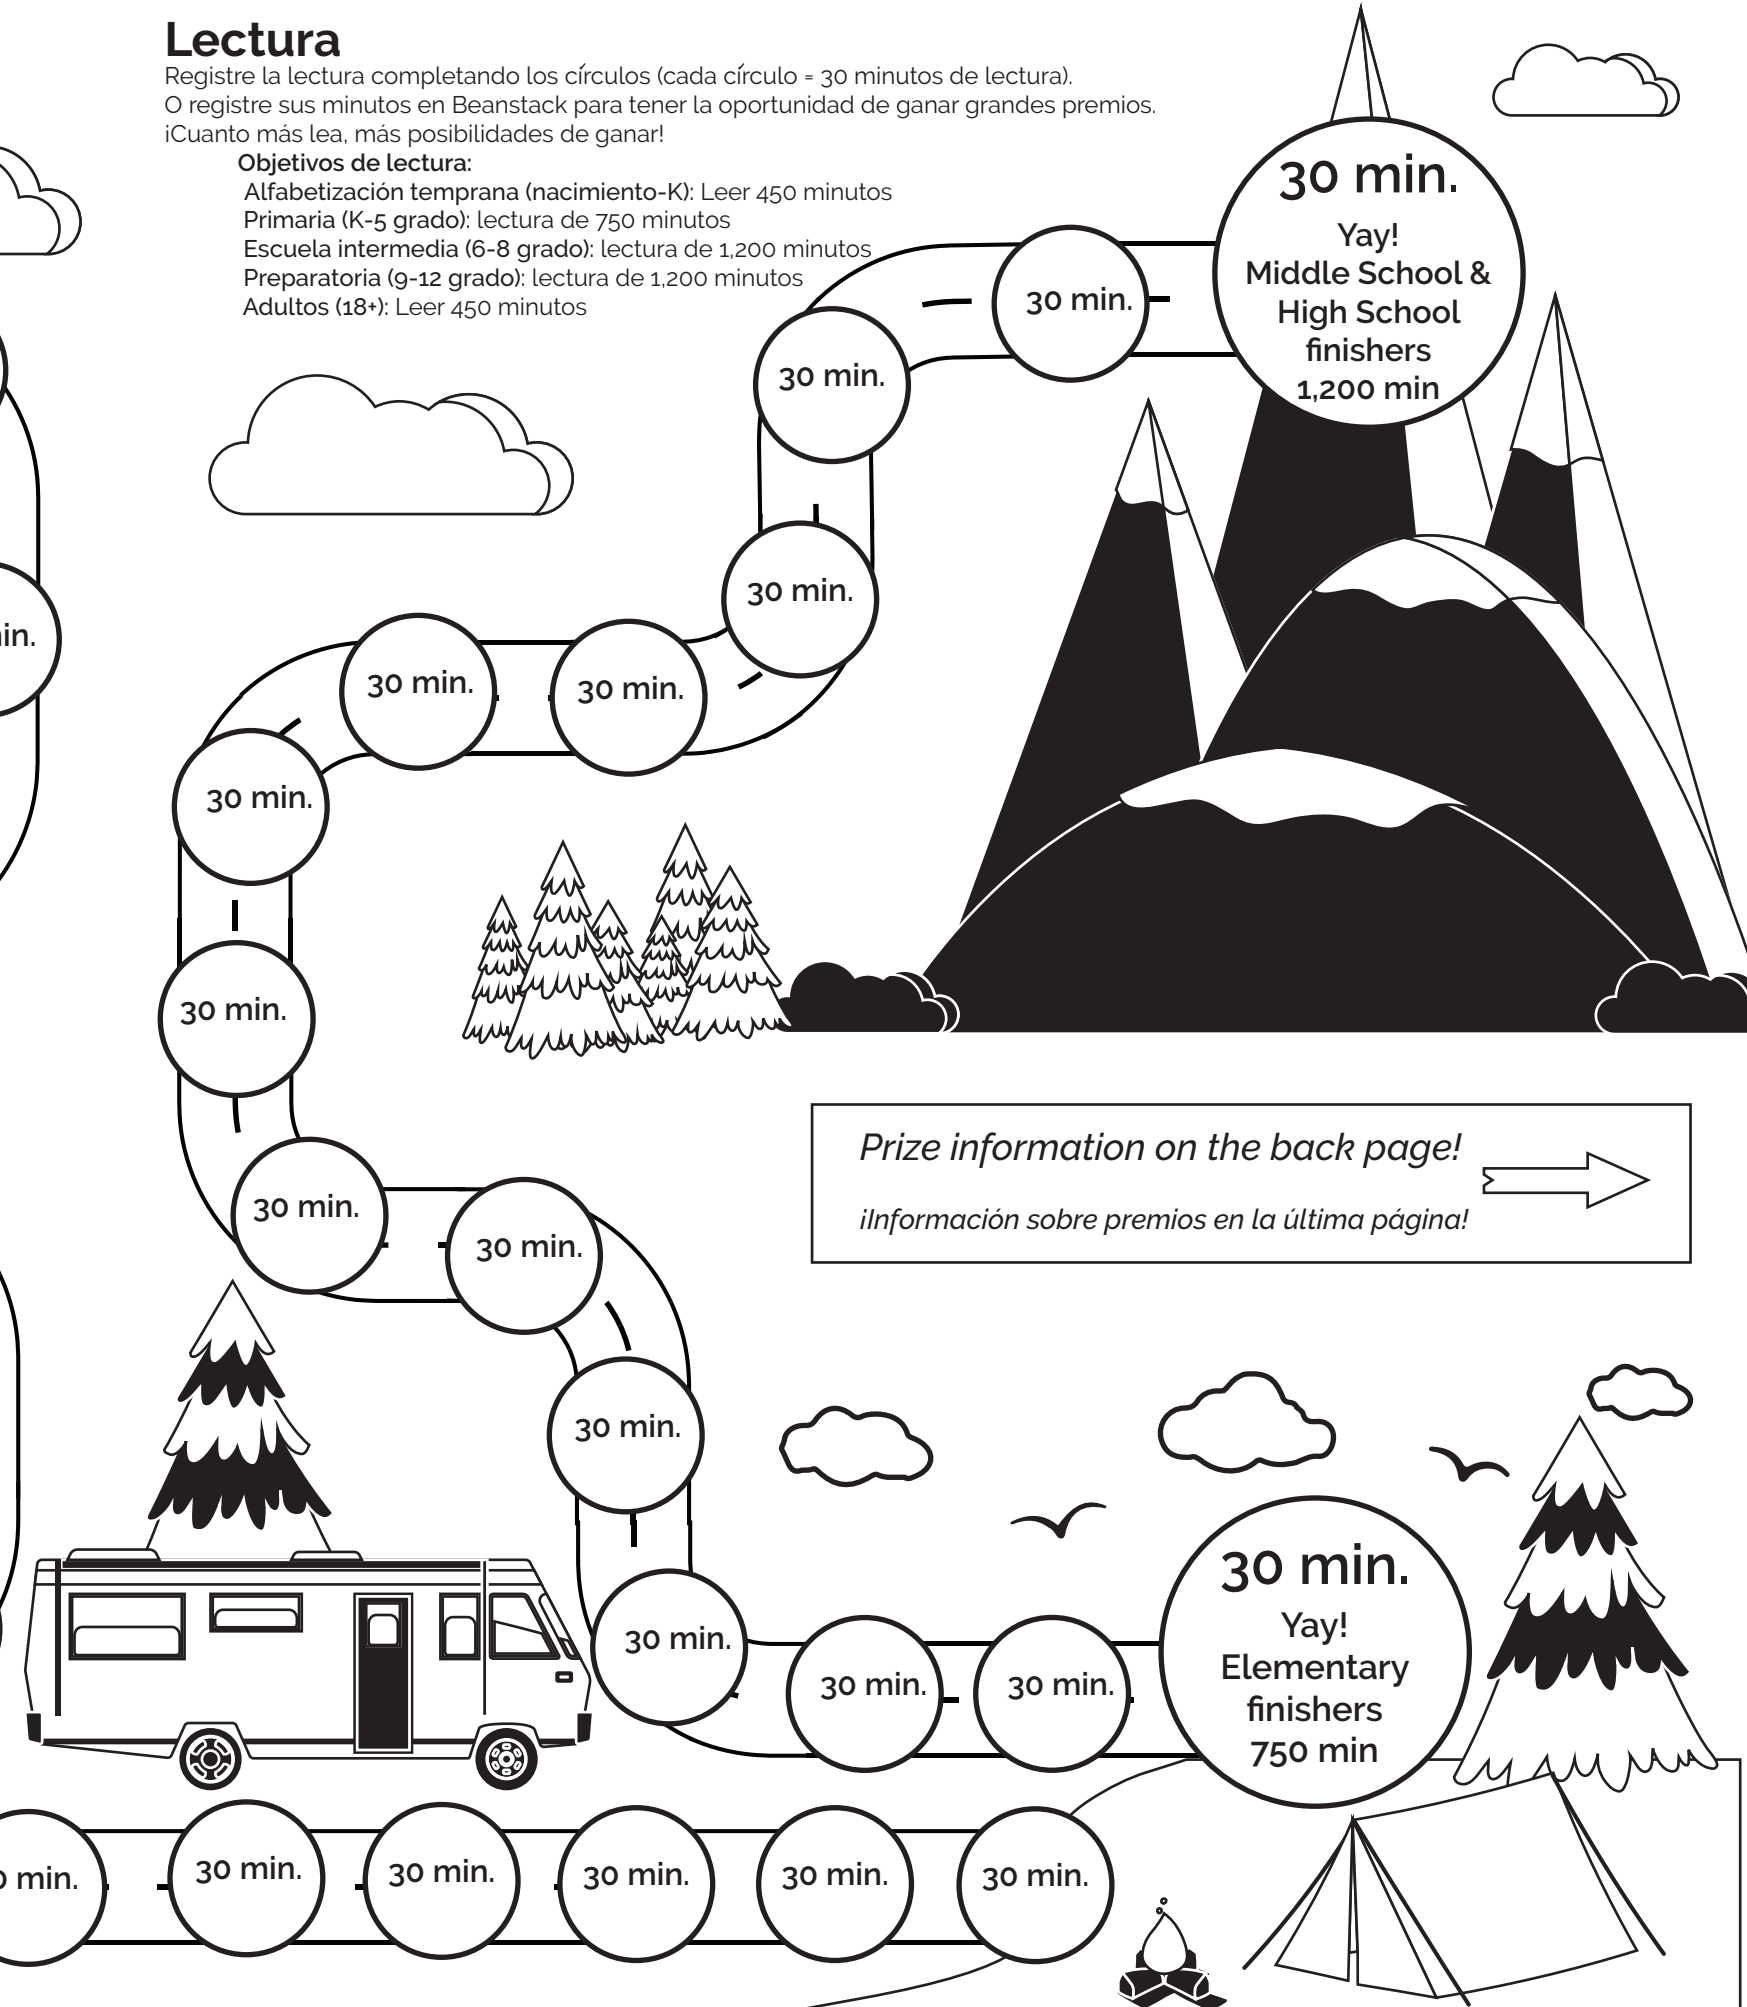 Lectura
Registre la lectura completando los círculos (cada círculo = 30 minutos de lectura).
O registre sus minutos en Beanstack para tener la oportunidad de ganar grandes premios.
¡Cuanto más lea, más posibilidades de ganar!
Objetivos de lectura:
Alfabetización temprana (nacimiento-K): Leer 450 minutos
Primaria (K-5 grado): lectura de 750 minutos
Escuela intermedia (6-8 grado): lectura de 1,200 minutos
Preparatoria (9-12 grado): lectura de 1,200 minutos
Adultos (18+): Leer 450 minutos
30 min.
Yay!
Middle School &
High School
finishers
1,200 min
30 min.
30 min.
30 min.
30 min.
30 min.
30 min.
30 min.
30 min.
30 min.
Prize information on the back page!
¡Información sobre premios en la última página!
30 min.
30 min.
30 min.
30 min.
30 min.
Yay!
Elementary
finishers
750 min
min.
30 min.
30 min.
30 min.
30 min.
30 min.